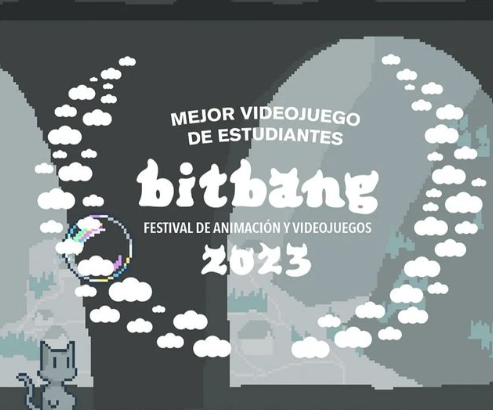 MEJOR VIDEOJUEGO
DE ESTUDIANTES
bitbang
FESTIVAL DE ANIMACIÓN Y VIDEOJUEGOS
2023